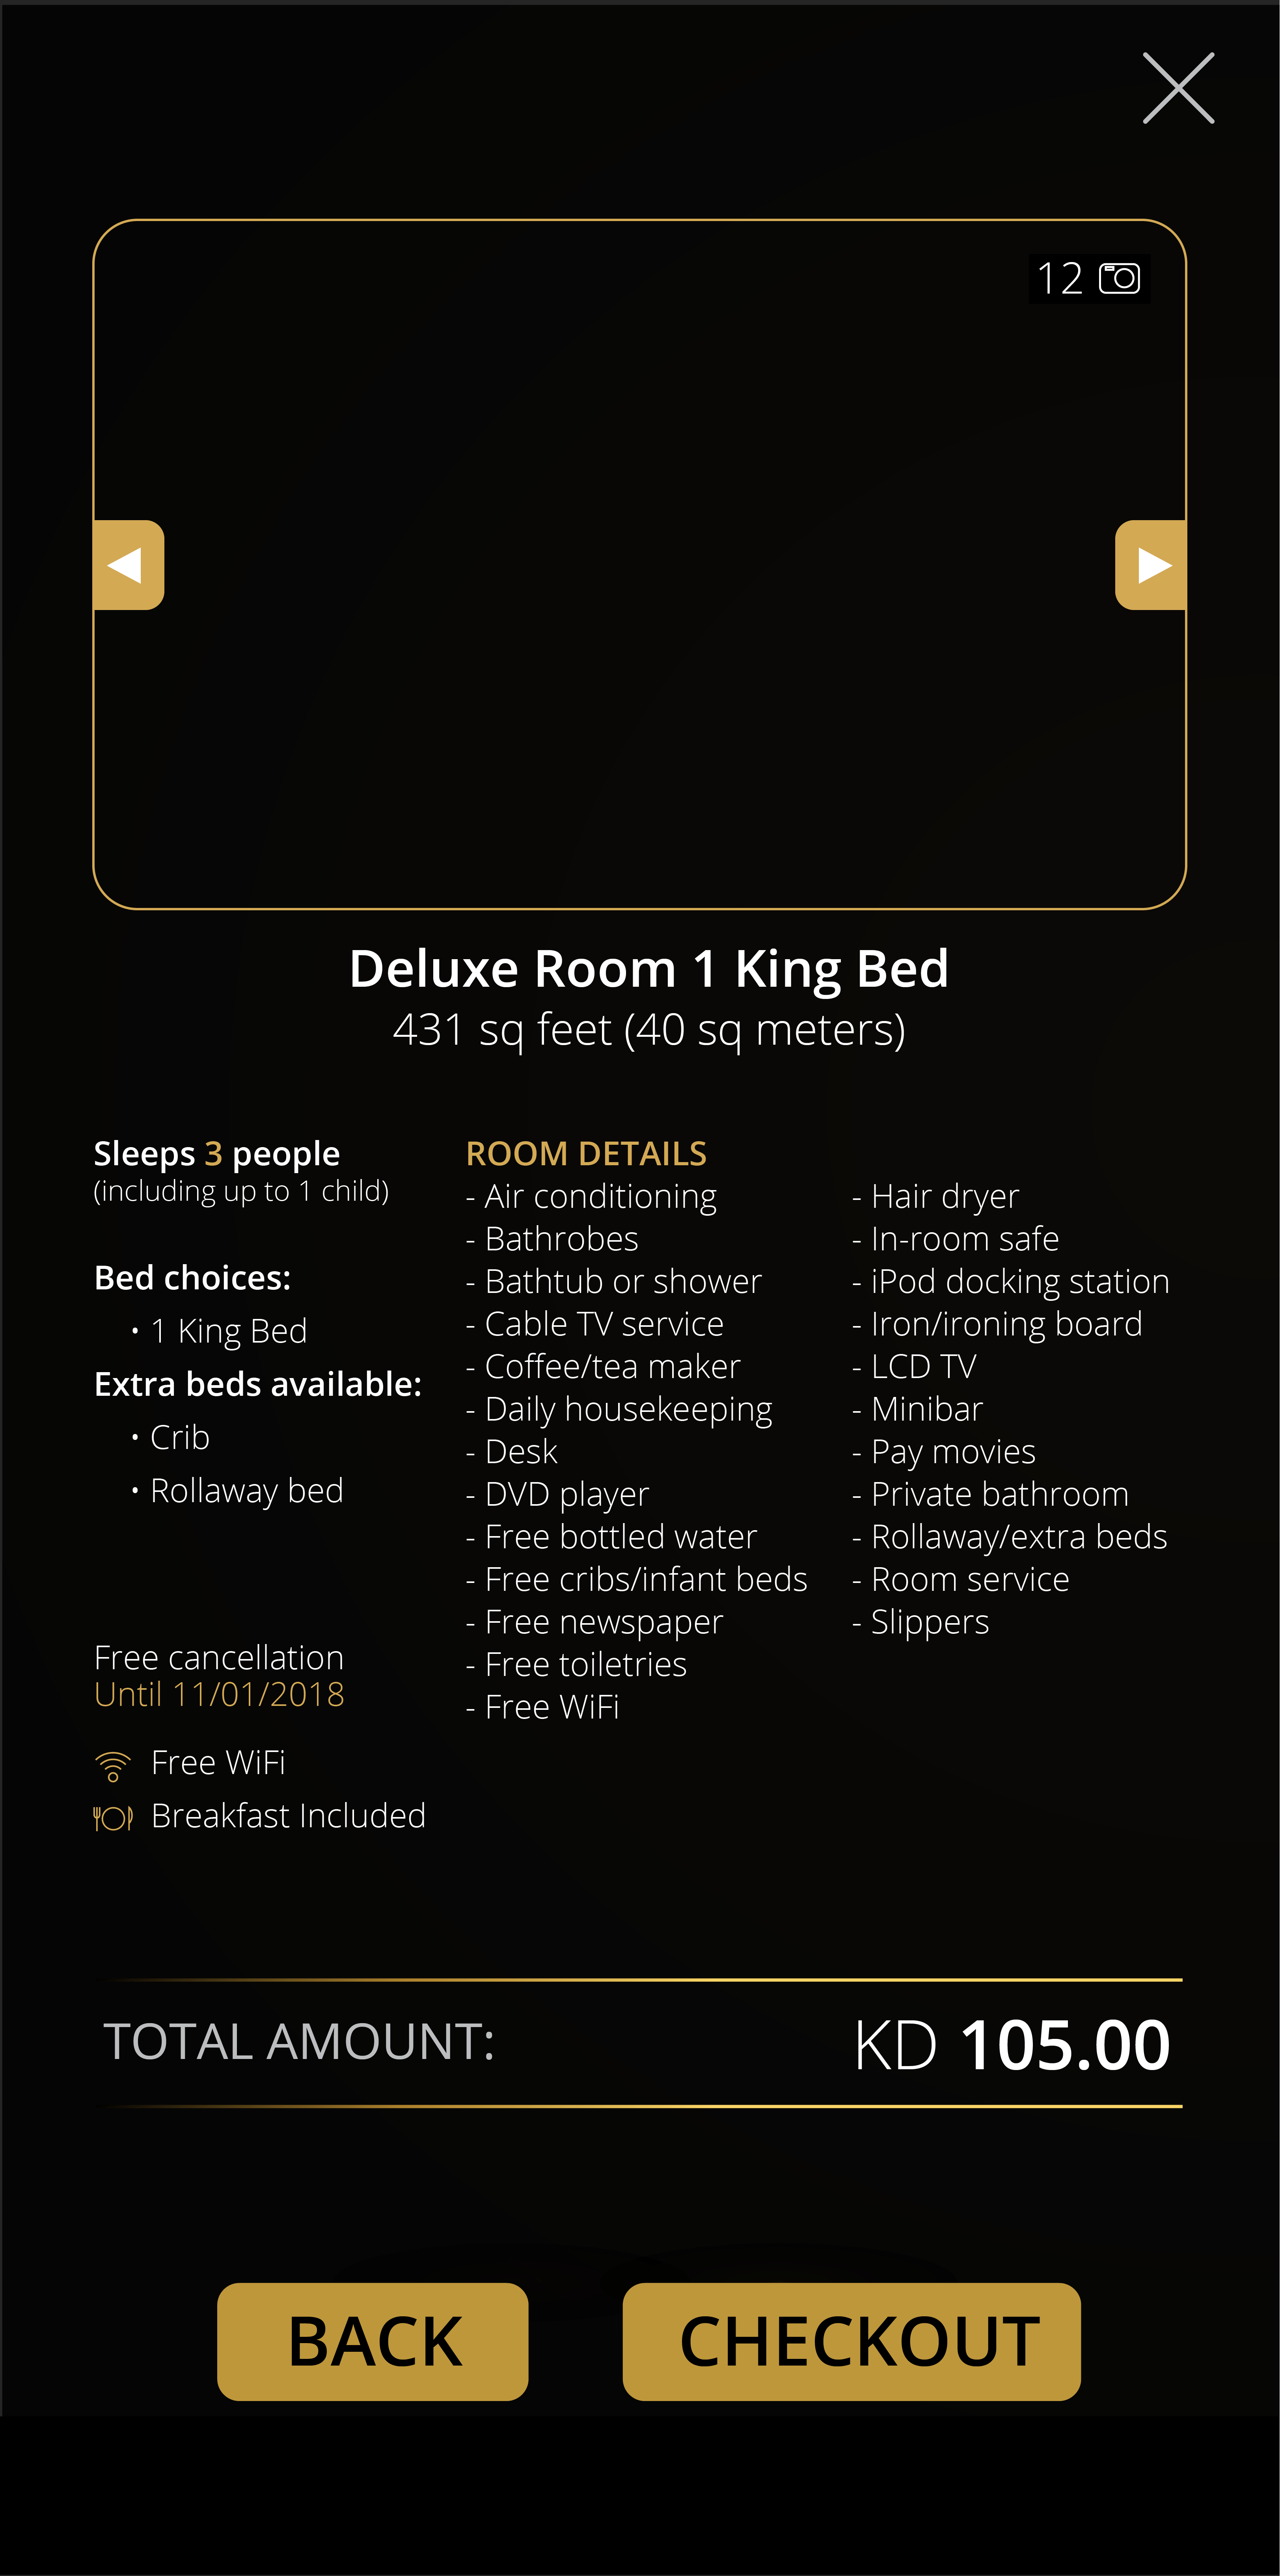 12
Deluxe Room 1 King Bed
431 sq feet (40 sq meters)
Sleeps 3 people
(including up to 1 child)
Bed choices:
• 1 King Bed
Extra beds available:
• Crib
• Rollaway bed
Free cancellation
Until 11/01/2018
Free WiFi
Breakfast Included
ROOM DETAILS
- Air conditioning
- Bathrobes
- Bathtub or shower
- Cable TV service
- Coffee/tea maker
- Daily housekeeping
- Desk
- DVD player
- Free bottled water
- Free cribs/infant beds
- Free newspaper
- Free toiletries
- Free WiFi
- Hair dryer
- In-room safe
- iPod docking station
- Iron/ironing board
- LCD TV
- Minibar
- Pay movies
- Private bathroom
- Rollaway/extra beds
- Room service
- Slippers
TOTAL AMOUNT: KD 105.00
BACK CHECKOUT